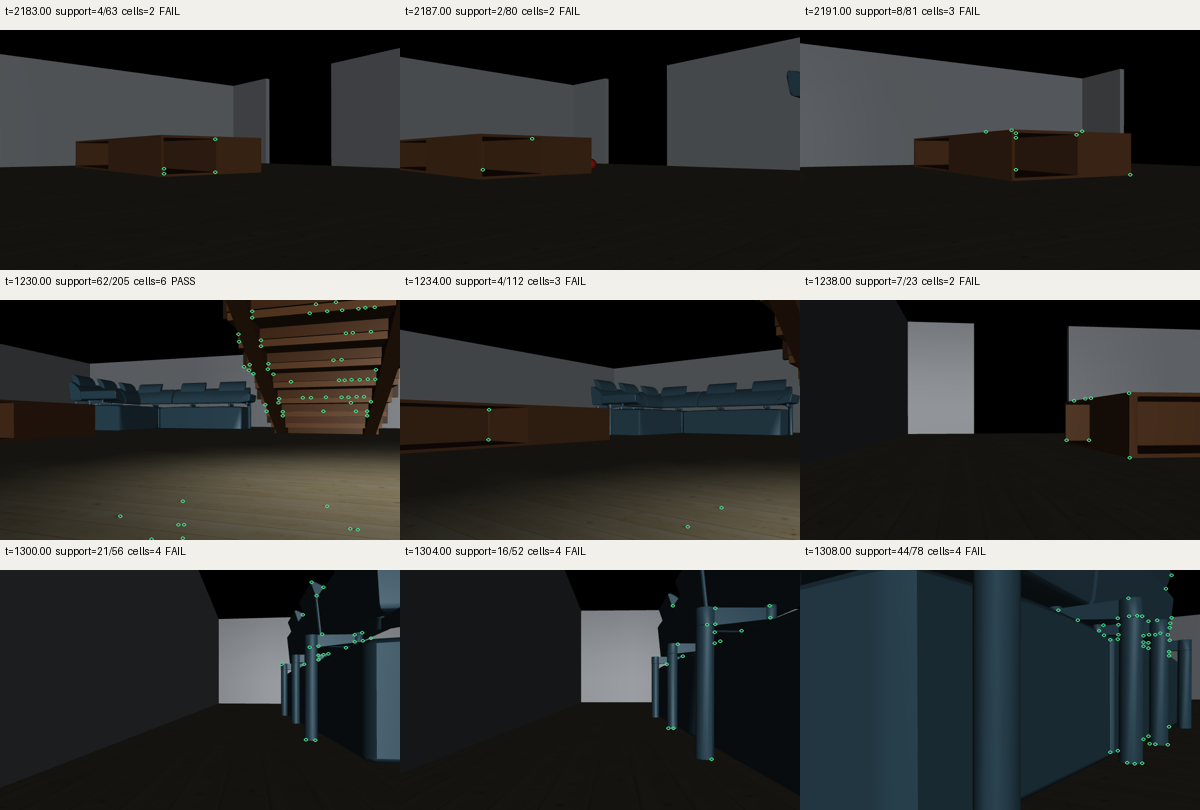 t=2183.00 support=4/63 cells=2 FAIL
t=2187.00 support=2/80 cells=2 FAIL
t=2191.00 support=8/81 cells=3 FAIL
t=1230.00 support=62/205 cells=6 PASS
t=1234.00 support=4/112 cells=3 FAIL
t=1238.00 support=7/23 cells=2 FAIL
t=1300.00 support=21/56 cells=4 FAIL
t=1304.00 support=16/52 cells=4 FAIL
t=1308.00 support=44/78 cells=4 FAIL